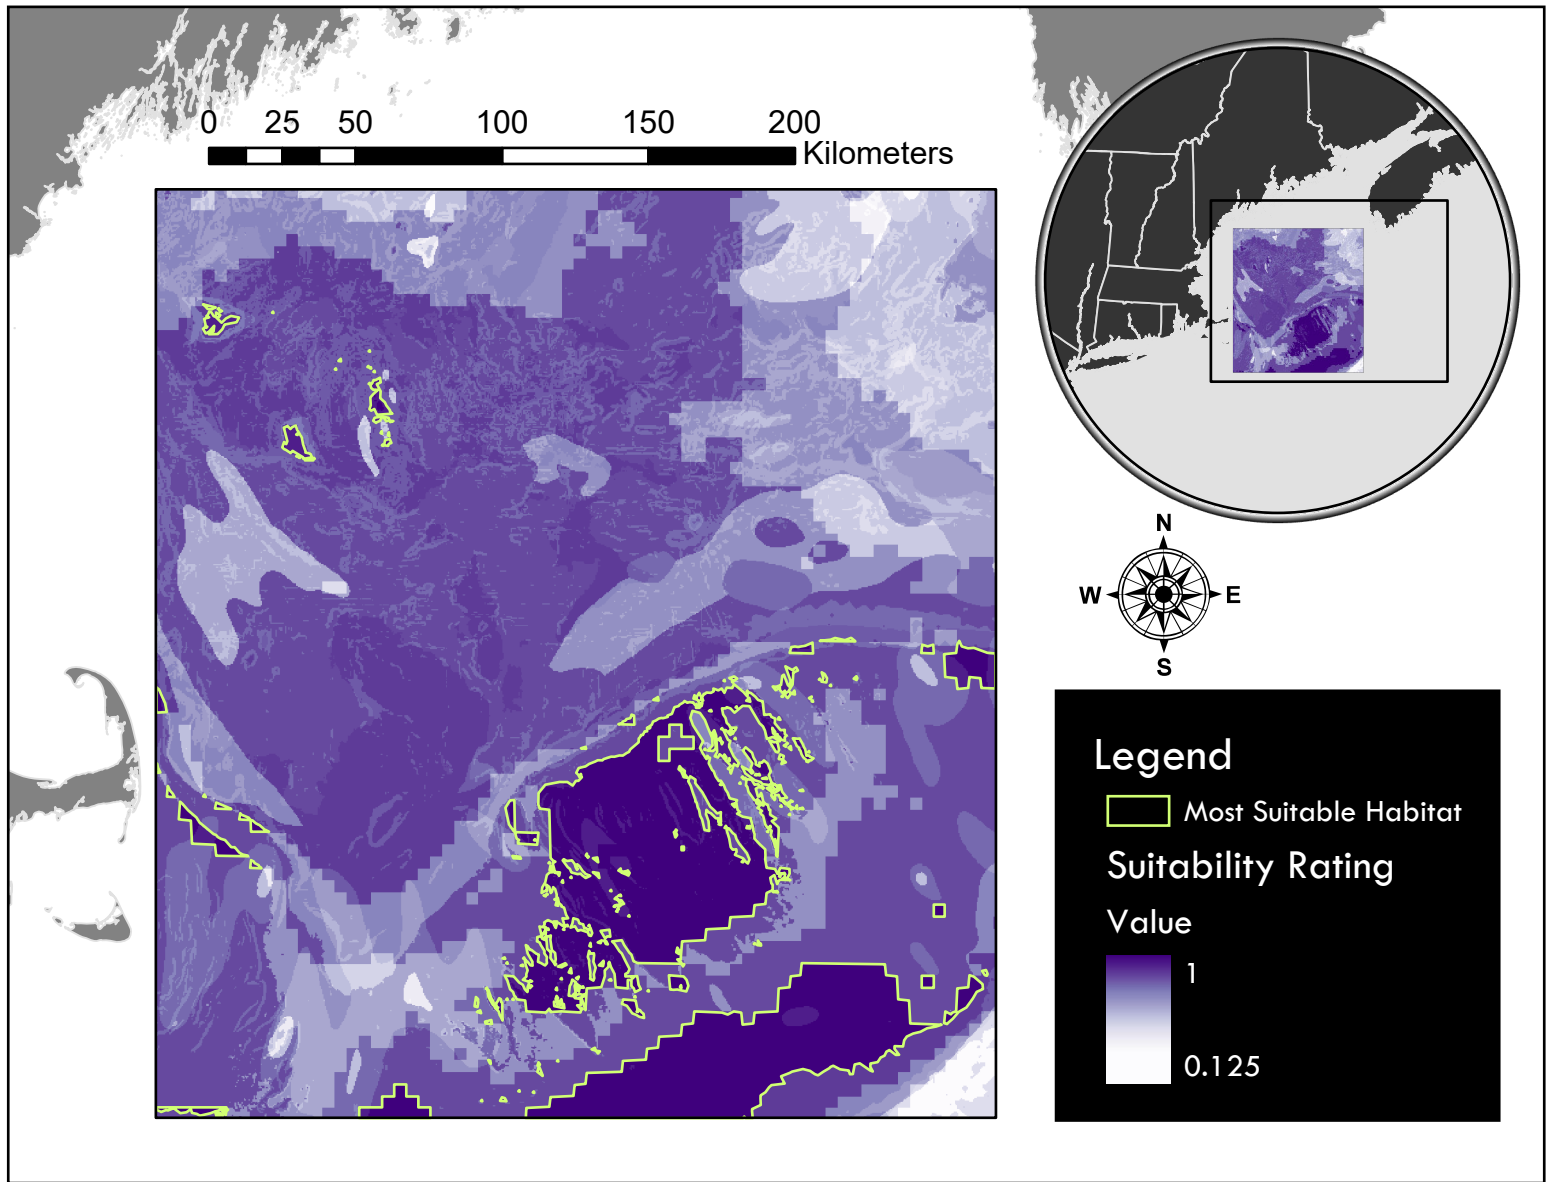 0 25 50 100 150 200
Kilometers
N
W E
S
Legend
Most Suitable Habitat
Suitability Rating
Value
1
0.125